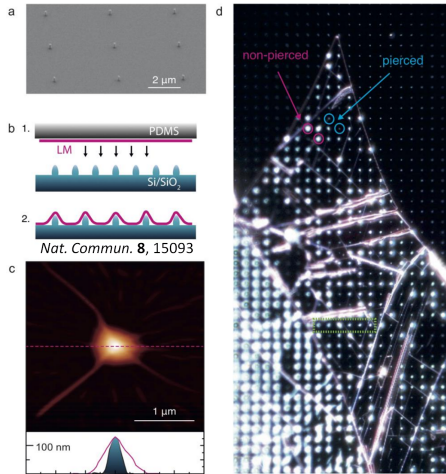 a
2 µm
b
1.
PDMS
LM
Si/SiO₂
2.
Nat. Commun. 8, 15093
c
1 µm
100 nm
d
non-pierced
pierced